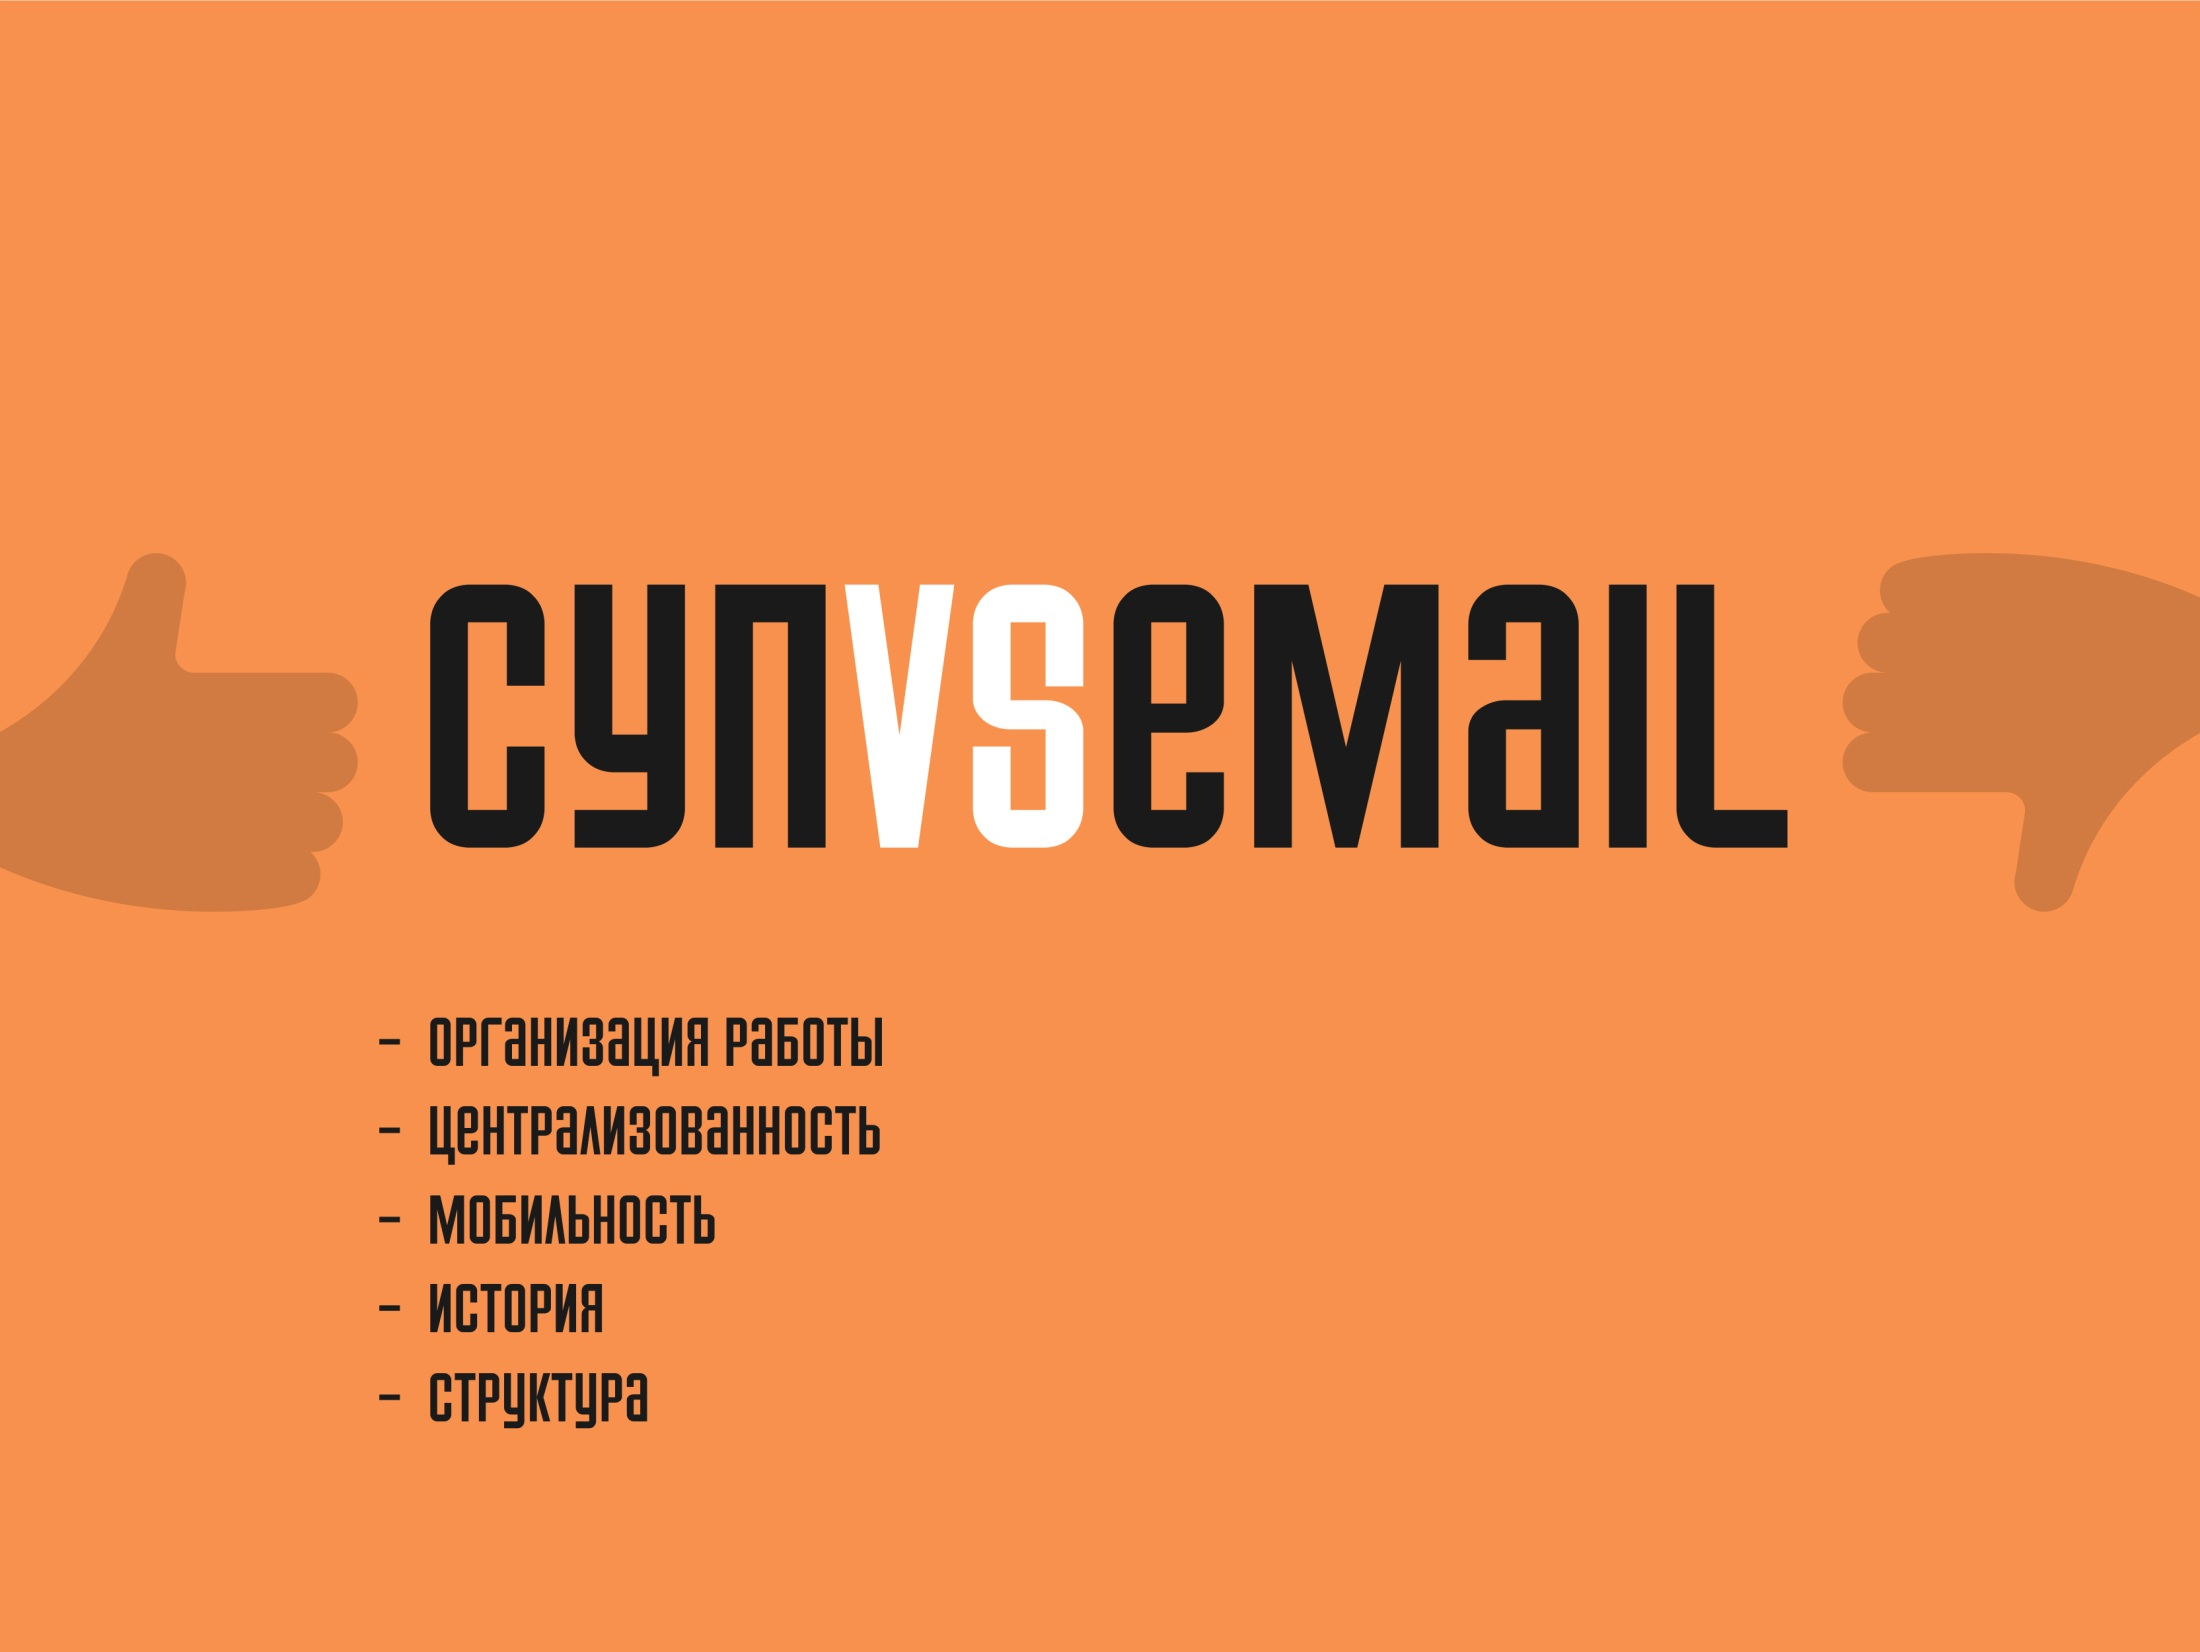 супVSemail
– организация работы
– централизованность
– мобильность
– история
– структура